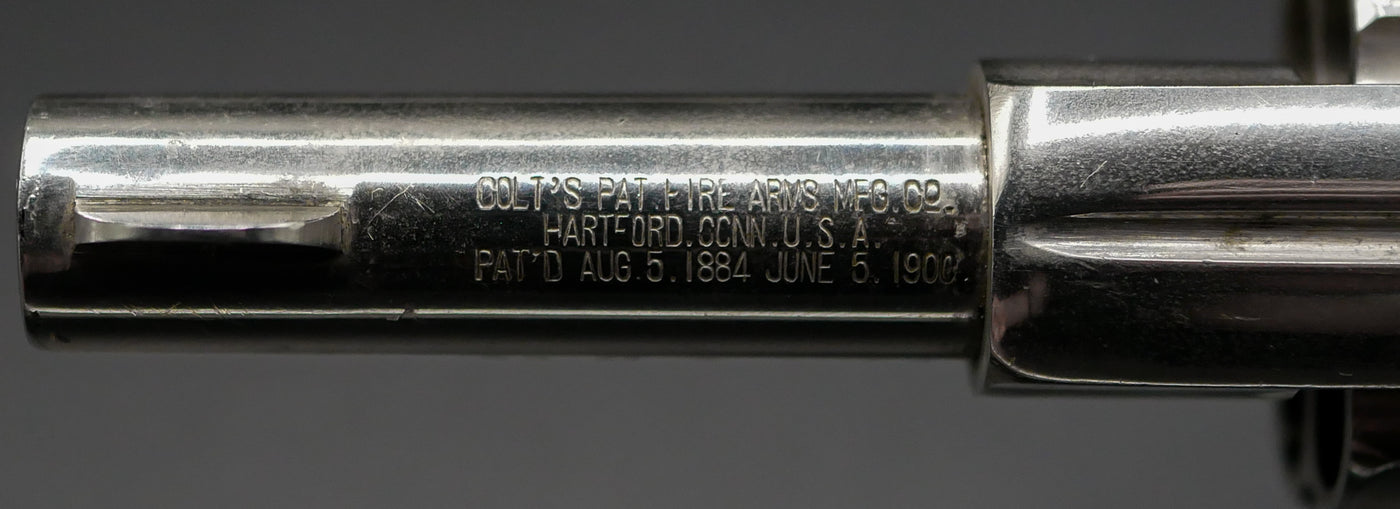 COLT'S PAT. FIRE ARMS MFG. CO.
HARTFORD. CONN. U.S.A.
PAT'D AUG. 5. 1884 JUNE 5. 1900.